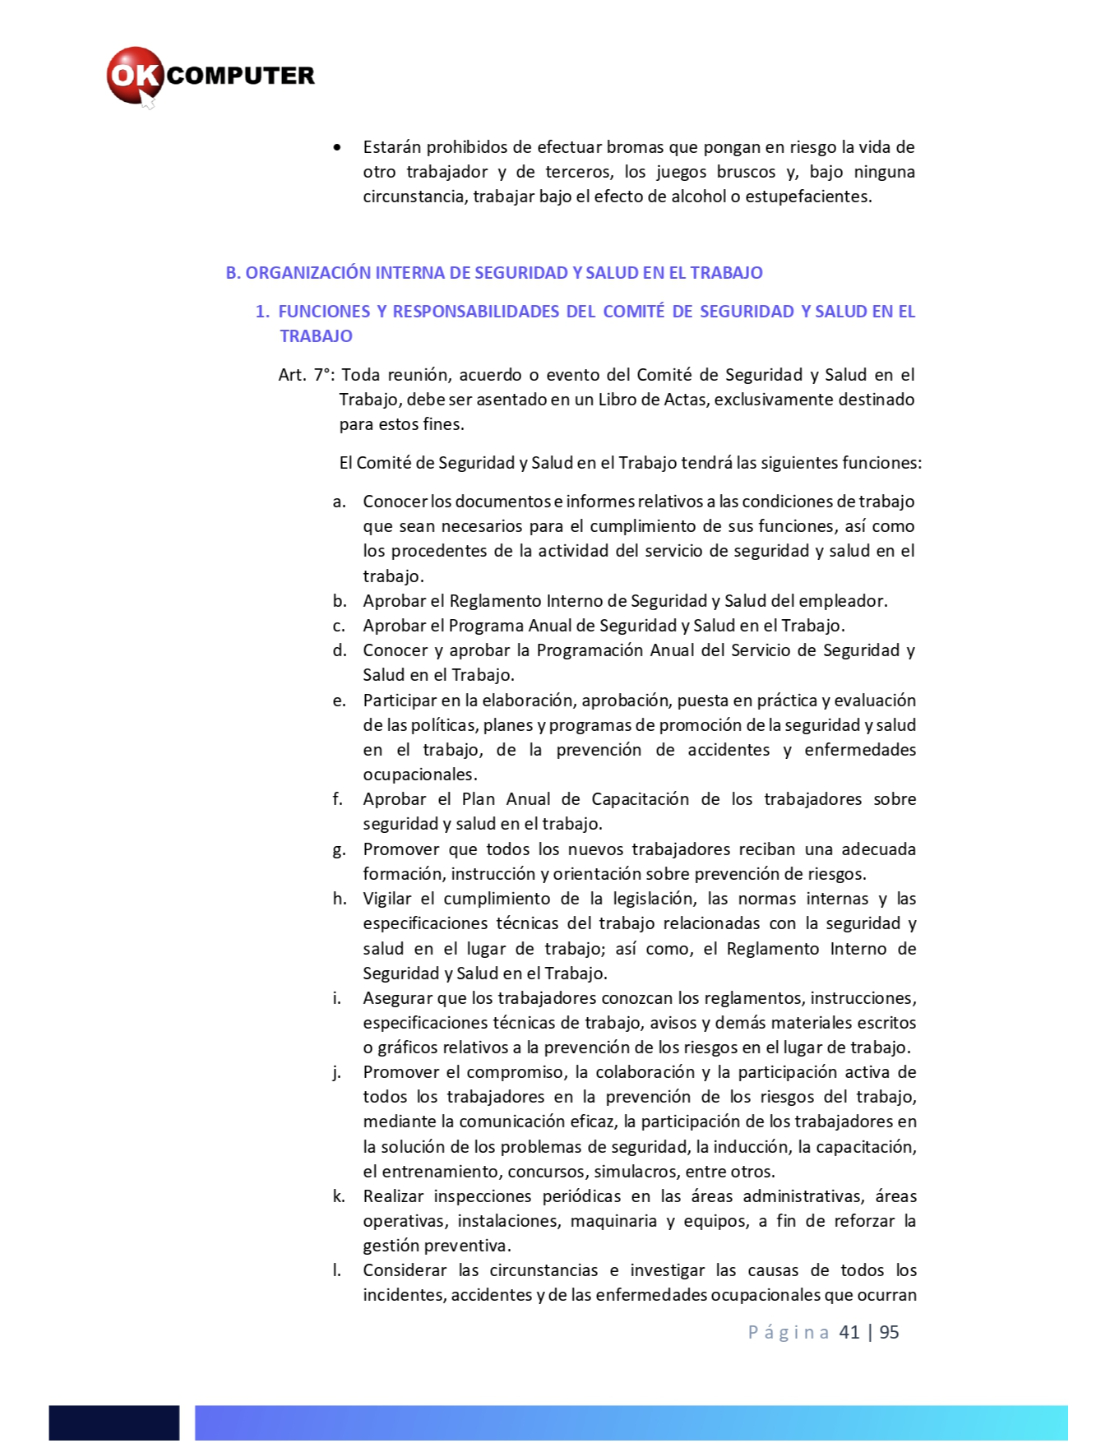 OK COMPUTER
• Estarán prohibidos de efectuar bromas que pongan en riesgo la vida de
otro trabajador y de terceros, los juegos bruscos y, bajo ninguna
circunstancia, trabajar bajo el efecto de alcohol o estupefacientes.
B. ORGANIZACIÓN INTERNA DE SEGURIDAD Y SALUD EN EL TRABAJO
1. FUNCIONES Y RESPONSABILIDADES DEL COMITÉ DE SEGURIDAD Y SALUD EN EL
TRABAJO
Art. 7°: Toda reunión, acuerdo o evento del Comité de Seguridad y Salud en el
Trabajo, debe ser asentado en un Libro de Actas, exclusivamente destinado
para estos fines.
El Comité de Seguridad y Salud en el Trabajo tendrá las siguientes funciones:
a. Conocer los documentos e informes relativos a las condiciones de trabajo
que sean necesarios para el cumplimiento de sus funciones, así como
los procedentes de la actividad del servicio de seguridad y salud en el
trabajo.
b. Aprobar el Reglamento Interno de Seguridad y Salud del empleador.
c. Aprobar el Programa Anual de Seguridad y Salud en el Trabajo.
d. Conocer y aprobar la Programación Anual del Servicio de Seguridad y
Salud en el Trabajo.
e. Participar en la elaboración, aprobación, puesta en práctica y evaluación
de las políticas, planes y programas de promoción de la seguridad y salud
en el trabajo, de la prevención de accidentes y enfermedades
ocupacionales.
f. Aprobar el Plan Anual de Capacitación de los trabajadores sobre
seguridad y salud en el trabajo.
g. Promover que todos los nuevos trabajadores reciban una adecuada
formación, instrucción y orientación sobre prevención de riesgos.
h. Vigilar el cumplimiento de la legislación, las normas internas y las
especificaciones técnicas del trabajo relacionadas con la seguridad y
salud en el lugar de trabajo; así como, el Reglamento Interno de
Seguridad y Salud en el Trabajo.
i. Asegurar que los trabajadores conozcan los reglamentos, instrucciones,
especificaciones técnicas de trabajo, avisos y demás materiales escritos
o gráficos relativos a la prevención de los riesgos en el lugar de trabajo.
j. Promover el compromiso, la colaboración y la participación activa de
todos los trabajadores en la prevención de los riesgos del trabajo,
mediante la comunicación eficaz, la participación de los trabajadores en
la solución de los problemas de seguridad, la inducción, la capacitación,
el entrenamiento, concursos, simulacros, entre otros.
k. Realizar inspecciones periódicas en las áreas administrativas, áreas
operativas, instalaciones, maquinaria y equipos, a fin de reforzar la
gestión preventiva.
l. Considerar las circunstancias e investigar las causas de todos los
incidentes, accidentes y de las enfermedades ocupacionales que ocurran
Página 41 | 95